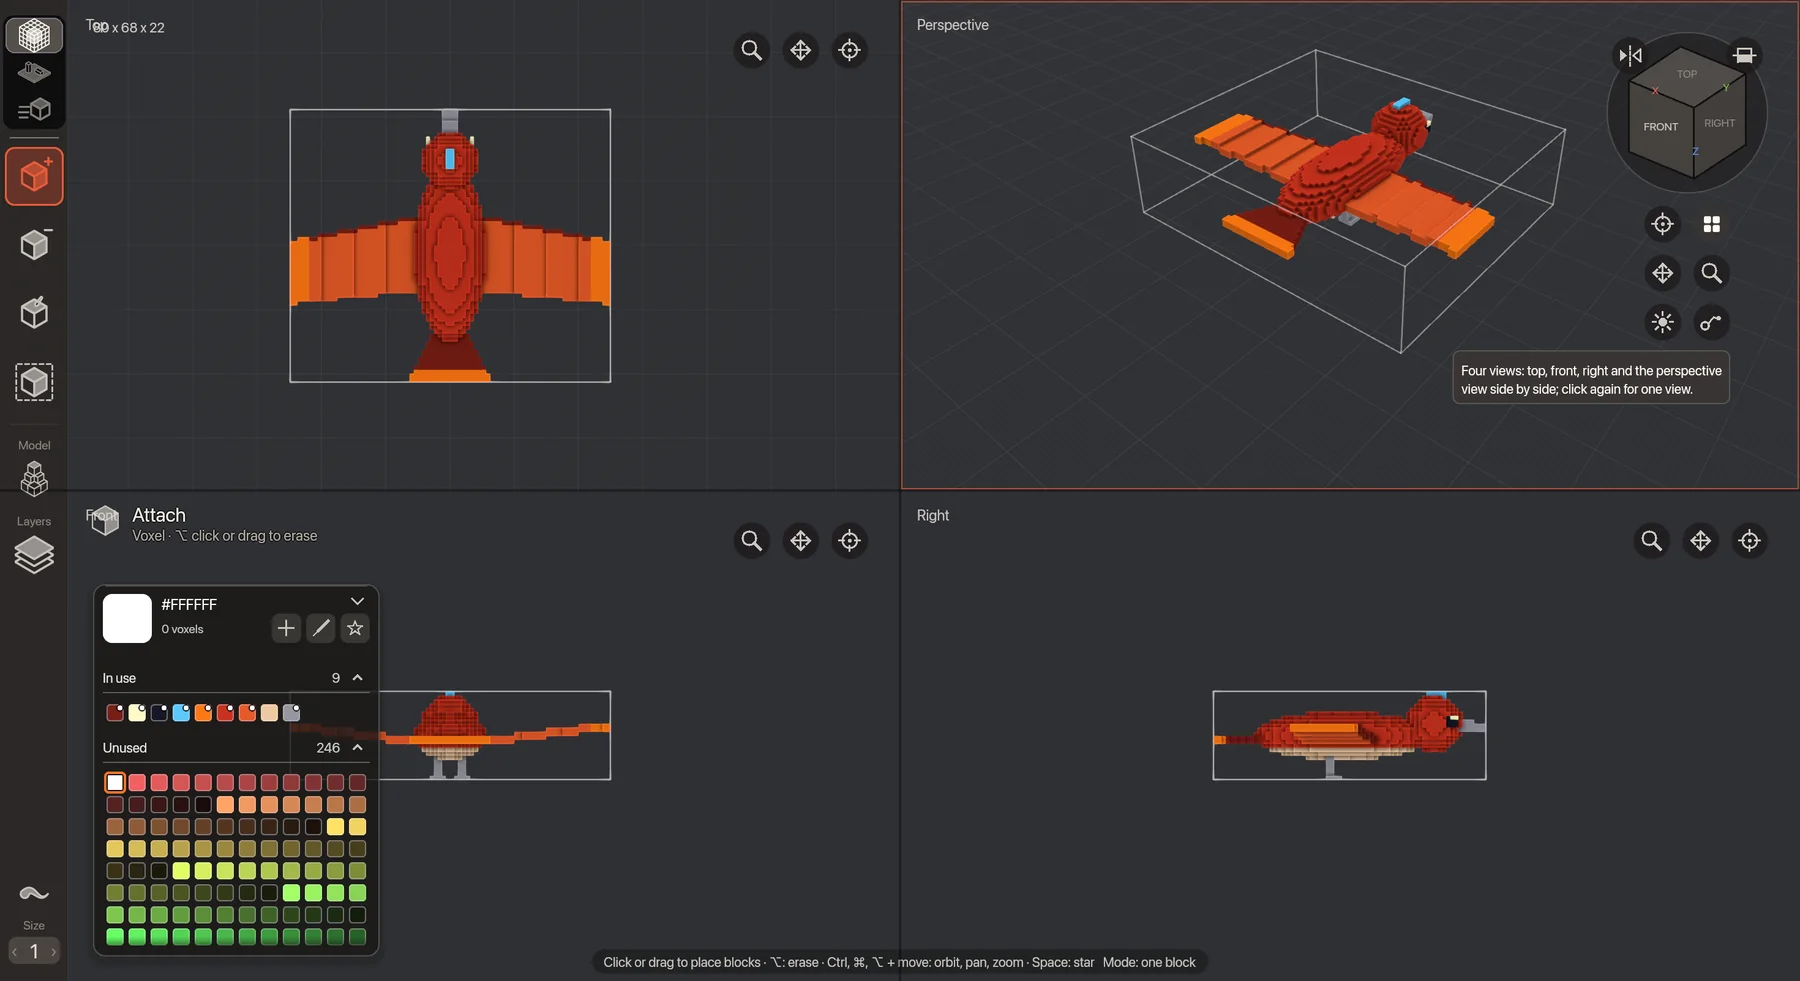 Top
80 x 68 x 22
Perspective
TOP
X
Y
FRONT
RIGHT
Z
Four views: top, front, right and the perspective
view side by side; click again for one view.
Model
Layers
Size
1
Front
Attach
Voxel · ⌥ click or drag to erase
Right
#FFFFFF
0 voxels
In use
9
Unused
246
Click or drag to place blocks · ⌥: erase · Ctrl, ⌘, ⌥ + move: orbit, pan, zoom · Space: star Mode: one block